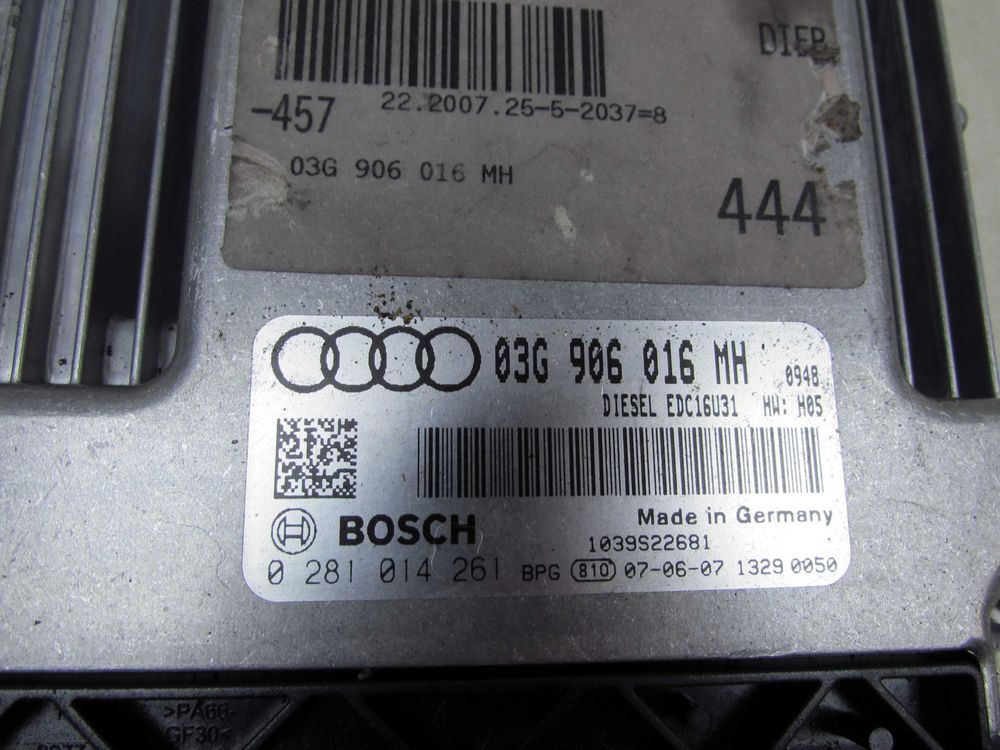 DIER
-457
22.2007.25-5-2037=8
03G 906 016 MH
444
03G 906 016 MH 0948
DIESEL EDC16U31 HW: H05
Made in Germany
BOSCH
1039S22681
0 281 014 261 BPG 810 07-06-07 1329 0050
>PA66
GF30<